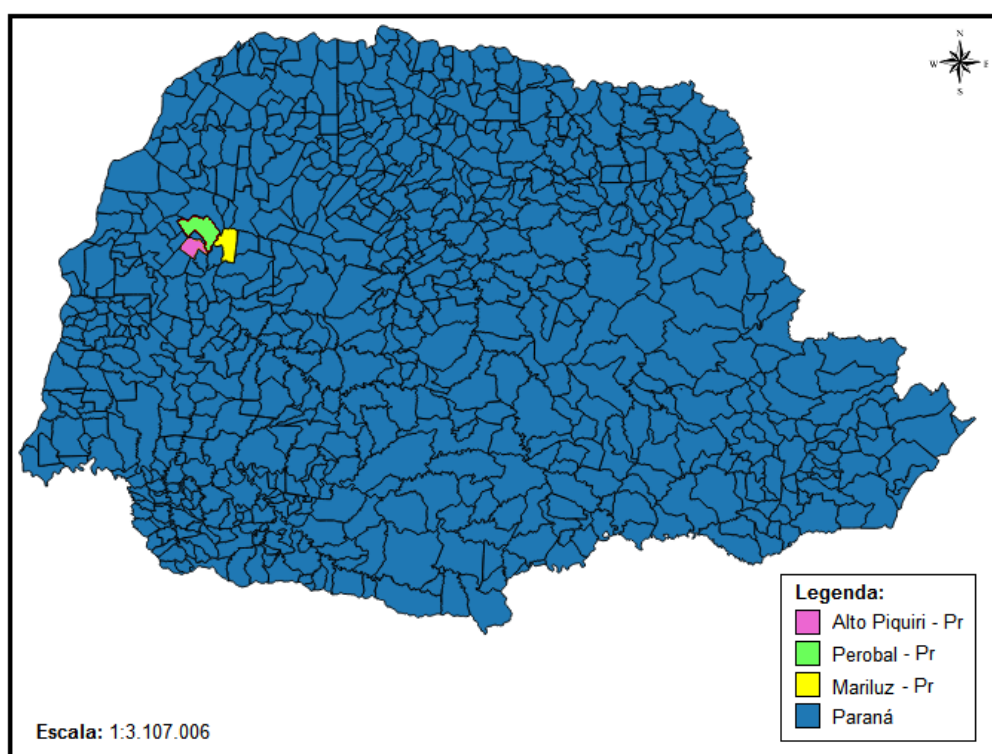 N
W E
S
Legenda:
Alto Piquiri - Pr
Perobal - Pr
Mariluz - Pr
Paraná
Escala: 1:3.107.006